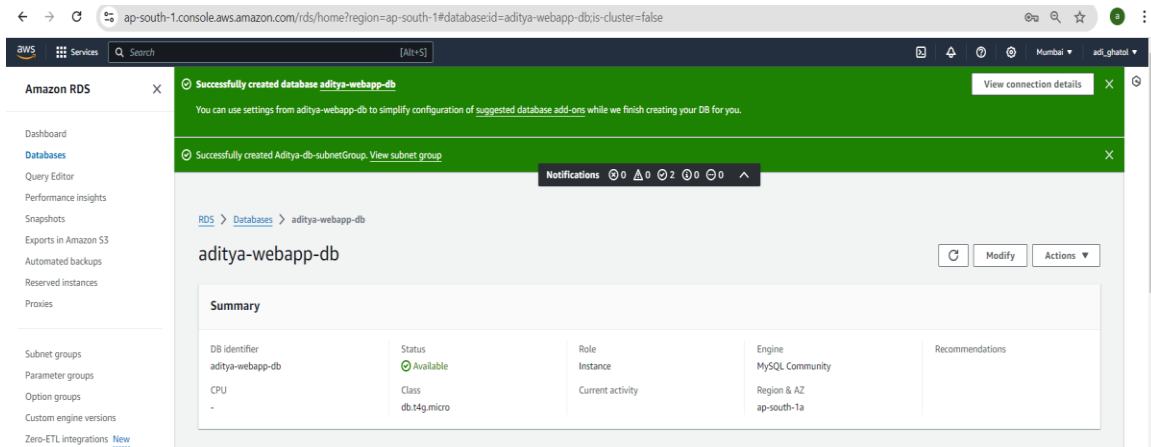 ap-south-1.console.aws.amazon.com/rds/home?region=ap-south-1#database:id=aditya-webapp-db;is-cluster=false
a
aws
Services
Search
[Alt+S]
Mumbai ▼
adi_ghatol ▼
Amazon RDS
Dashboard
Databases
Query Editor
Performance insights
Snapshots
Exports in Amazon S3
Automated backups
Reserved instances
Proxies
Subnet groups
Parameter groups
Option groups
Custom engine versions
Zero-ETL integrations New
Successfully created database aditya-webapp-db
View connection details
You can use settings from aditya-webapp-db to simplify configuration of suggested database add-ons while we finish creating your DB for you.
Successfully created Aditya-db-subnetGroup. View subnet group
Notifications 0 0 2 0 0
RDS > Databases > aditya-webapp-db
aditya-webapp-db
Modify
Actions ▼
Summary
DB identifier
aditya-webapp-db
Status
Available
Role
Instance
Engine
MySQL Community
Recommendations
CPU
-
Class
db.t4g.micro
Current activity
Region & AZ
ap-south-1a